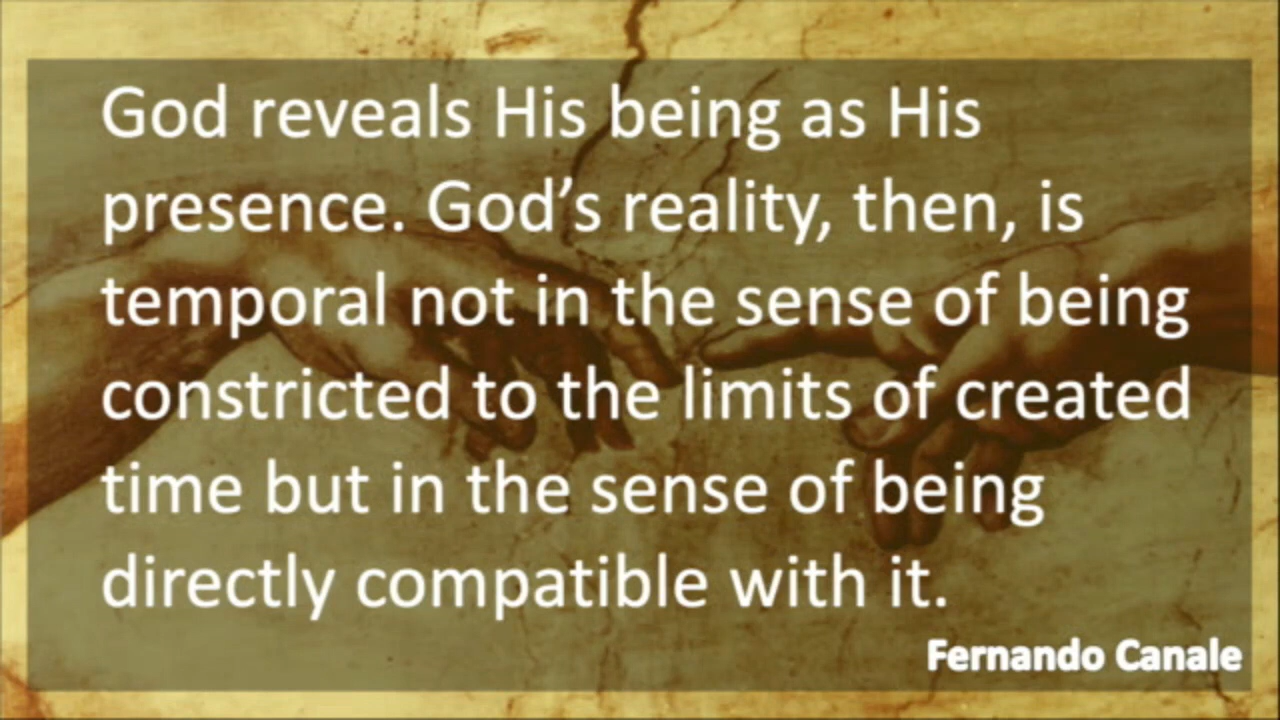 God reveals His being as His
presence. God’s reality, then, is
temporal not in the sense of being
constricted to the limits of created
time but in the sense of being
directly compatible with it.
Fernando Canale